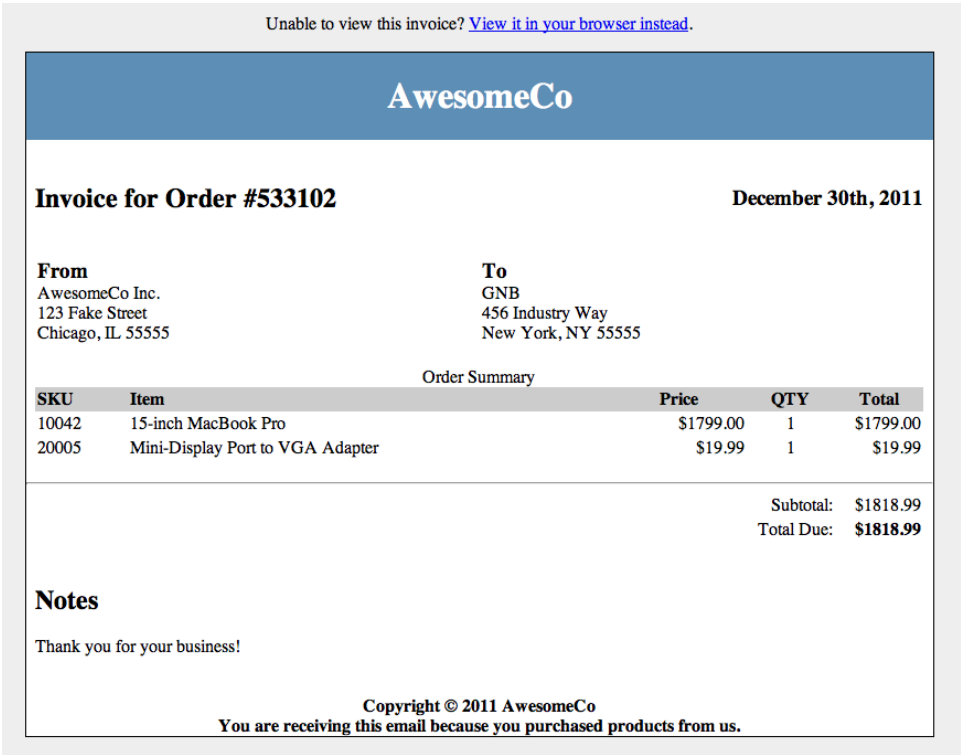 Unable to view this invoice? View it in your browser instead.
AwesomeCo
Invoice for Order #533102 December 30th, 2011
From To
AwesomeCo Inc. GNB
123 Fake Street 456 Industry Way
Chicago, IL 55555 New York, NY 55555
Order Summary
SKU Item Price QTY Total
10042 15-inch MacBook Pro $1799.00 1 $1799.00
20005 Mini-Display Port to VGA Adapter $19.99 1 $19.99
Subtotal: $1818.99
Total Due: $1818.99
Notes
Thank you for your business!
Copyright © 2011 AwesomeCo
You are receiving this email because you purchased products from us.